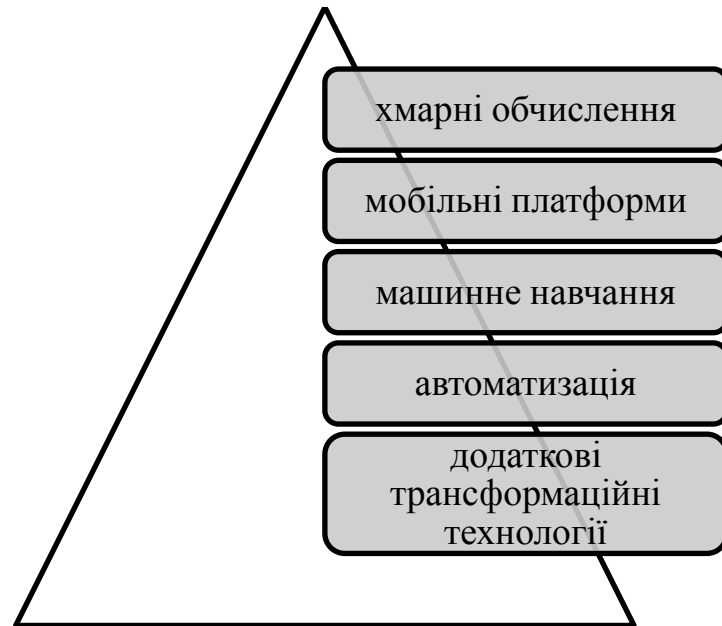 хмарні обчислення
мобільні платформи
машинне навчання
автоматизація
додаткові
трансформаційні
технології